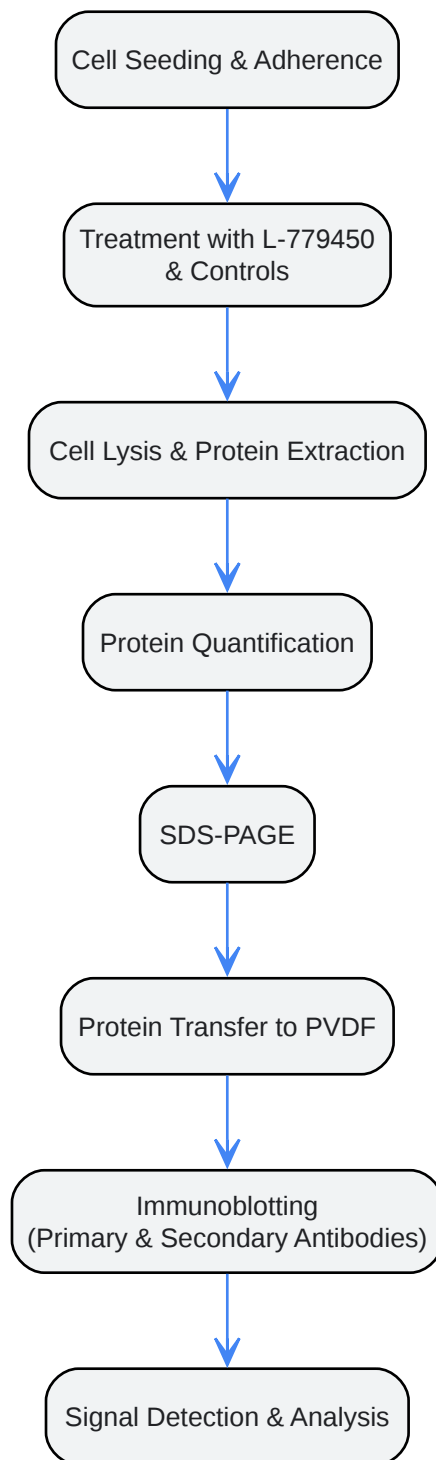 Cell Seeding & Adherence
Treatment with L-779450
& Controls
Cell Lysis & Protein Extraction
Protein Quantification
SDS-PAGE
Protein Transfer to PVDF
Immunoblotting
(Primary & Secondary Antibodies)
Signal Detection & Analysis